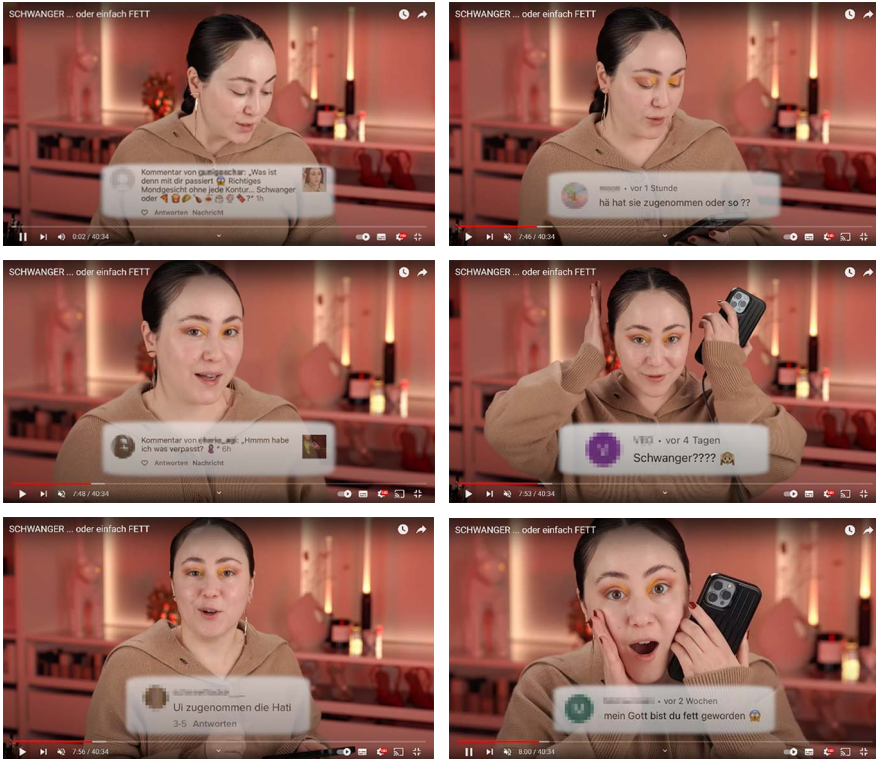 SCHWANGER ... oder einfach FETT
Kommentar von „Was ist
denn mit dir passiert 😱 Richtiges
Mondgesicht ohne jede Kontur... Schwanger
oder 🍕🍔🌮🍗🍝🍰🍨🍫?“ 1h
Antworten Nachricht
0:02 / 40:34
SCHWANGER ... oder einfach FETT
• vor 1 Stunde
hä hat sie zugenommen oder so ??
7:46 / 40:34
SCHWANGER ... oder einfach FETT
Kommentar von „Hmmm habe
ich was verpasst? 🤰“ 6h
Antworten Nachricht
7:48 / 40:34
SCHWANGER ... oder einfach FETT
• vor 4 Tagen
Schwanger???? 🙊
7:53 / 40:34
SCHWANGER ... oder einfach FETT
Ui zugenommen die Hati
3-5 Antworten
7:56 / 40:34
SCHWANGER ... oder einfach FETT
• vor 2 Wochen
mein Gott bist du fett geworden 😱
8:00 / 40:34